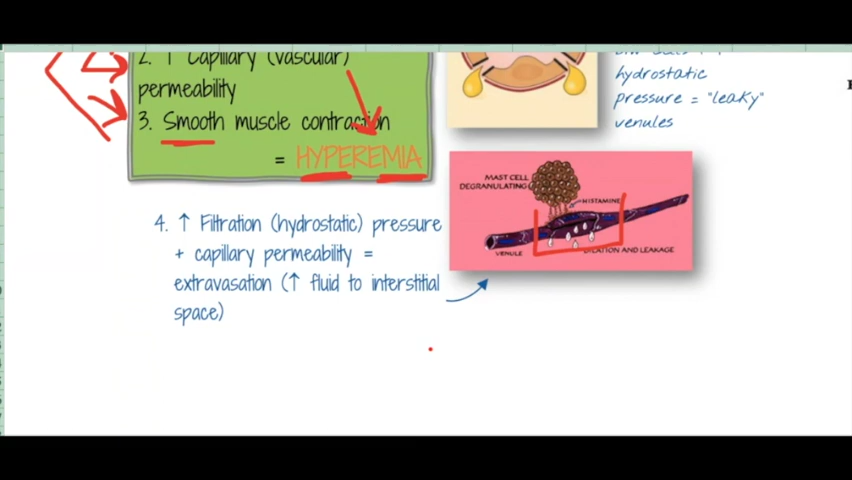 2. ↑ Capillary (vascular)
permeability
3. Smooth muscle contraction
= HYPEREMIA
hydrostatic
pressure = "leaky"
venules
MAST CELL
DEGRANULATING
HISTAMINE
VENULE
DILATION AND LEAKAGE
4. ↑ Filtration (hydrostatic) pressure
+ capillary permeability =
extravasation (↑ fluid to interstitial
space)